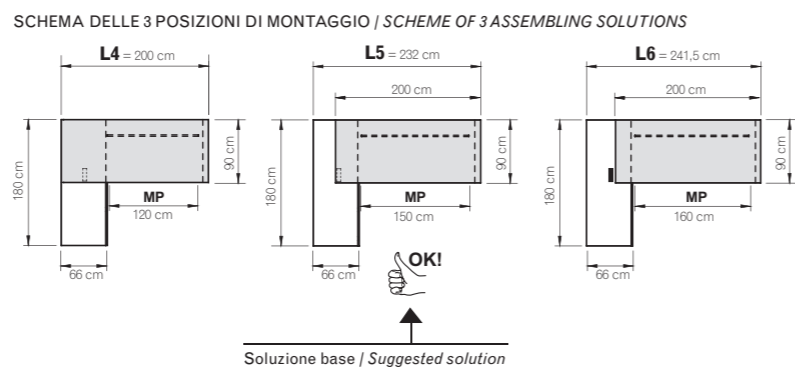 SCHEMA DELLE 3 POSIZIONI DI MONTAGGIO / SCHEME OF 3 ASSEMBLING SOLUTIONS
L4 = 200 cm
180 cm
90 cm
MP
120 cm
66 cm
L5 = 232 cm
200 cm
180 cm
90 cm
MP
150 cm
66 cm
L6 = 241,5 cm
200 cm
180 cm
90 cm
MP
160 cm
66 cm
OK!
Soluzione base / Suggested solution